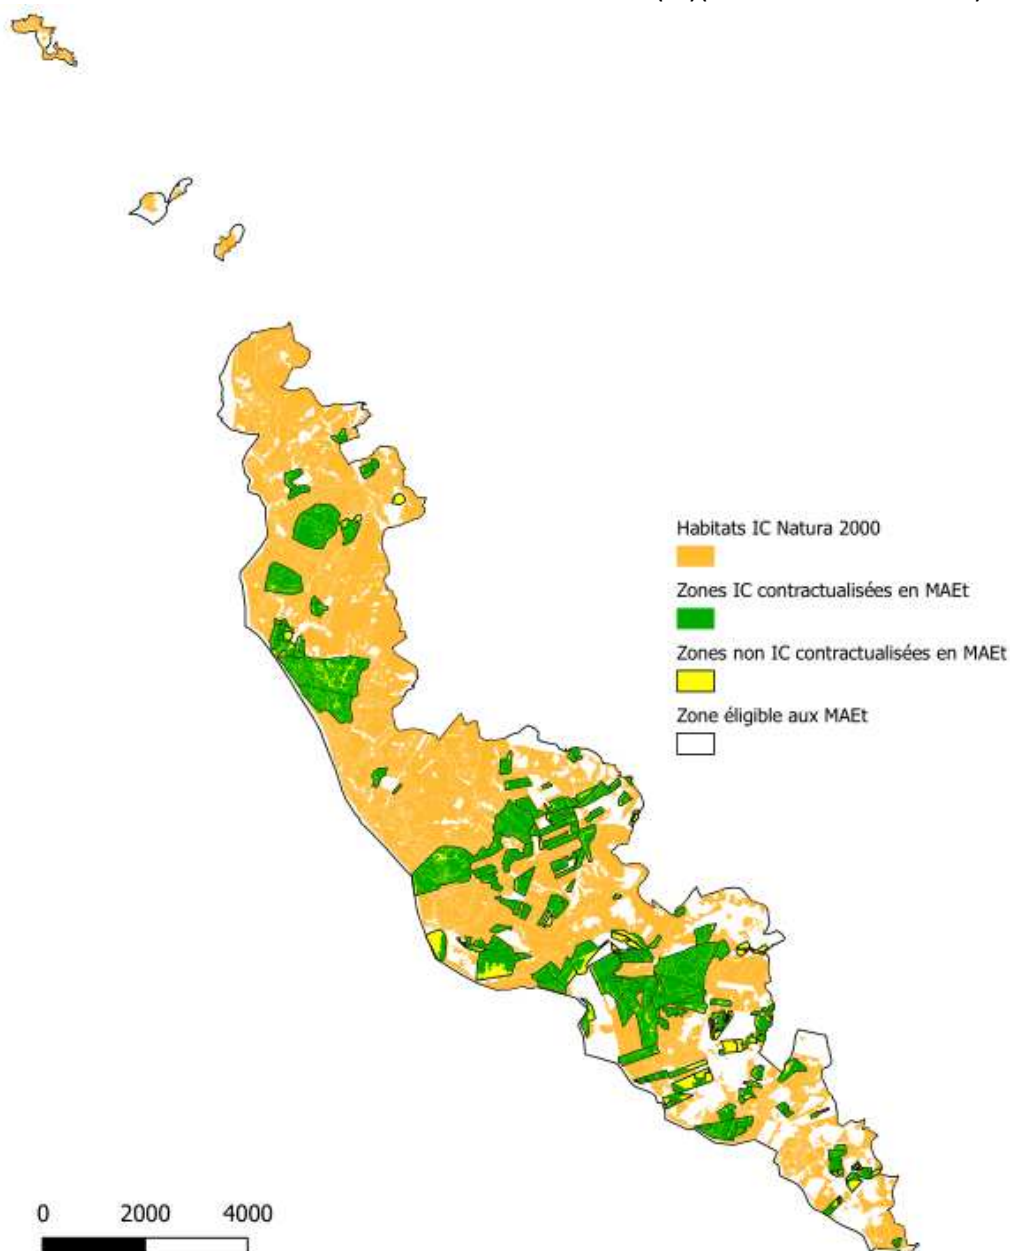 Habitats IC Natura 2000
Zones IC contractualisées en MAEt
Zones non IC contractualisées en MAEt
Zone éligible aux MAEt
0 2000 4000